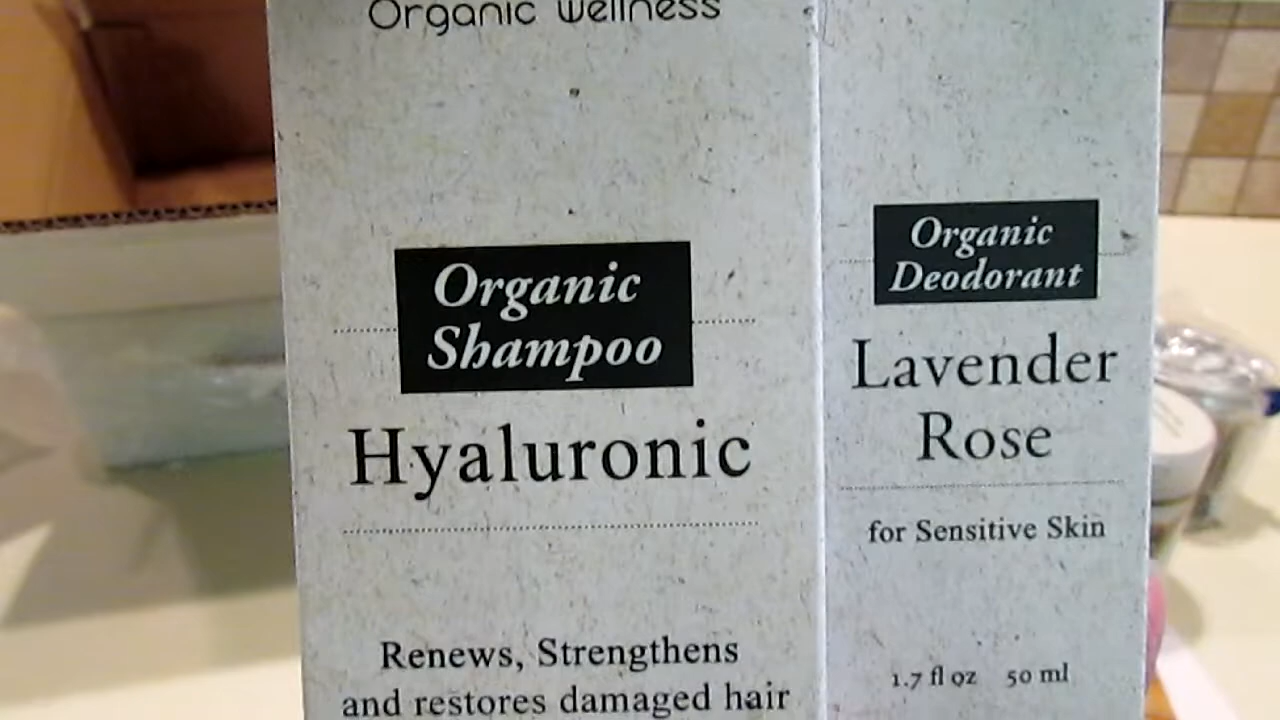 Organic Wellness
Organic
Shampoo
Hyaluronic
Renews, Strengthens
and restores damaged hair
Organic
Deodorant
Lavender
Rose
for Sensitive Skin
1.7 fl oz 50 ml